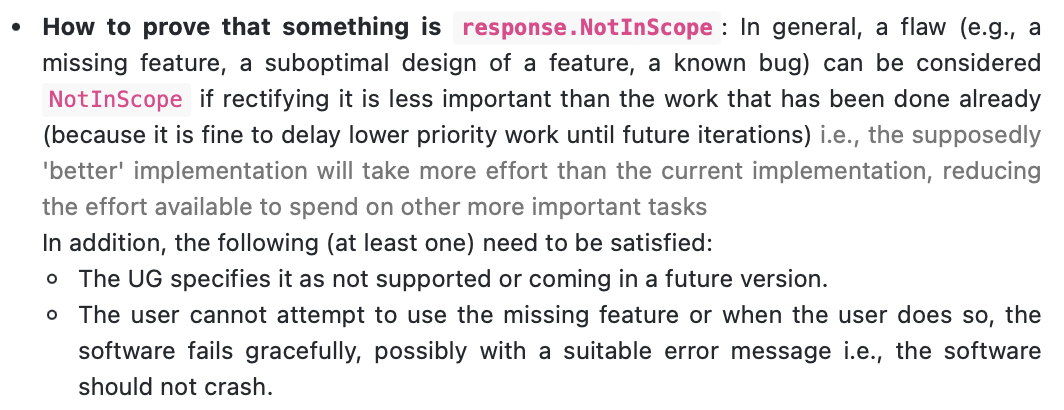 • How to prove that something is response.NotInScope: In general, a flaw (e.g., a
missing feature, a suboptimal design of a feature, a known bug) can be considered
NotInScope if rectifying it is less important than the work that has been done already
(because it is fine to delay lower priority work until future iterations) i.e., the supposedly
'better' implementation will take more effort than the current implementation, reducing
the effort available to spend on other more important tasks
In addition, the following (at least one) need to be satisfied:
◦ The UG specifies it as not supported or coming in a future version.
◦ The user cannot attempt to use the missing feature or when the user does so, the
software fails gracefully, possibly with a suitable error message i.e., the software
should not crash.